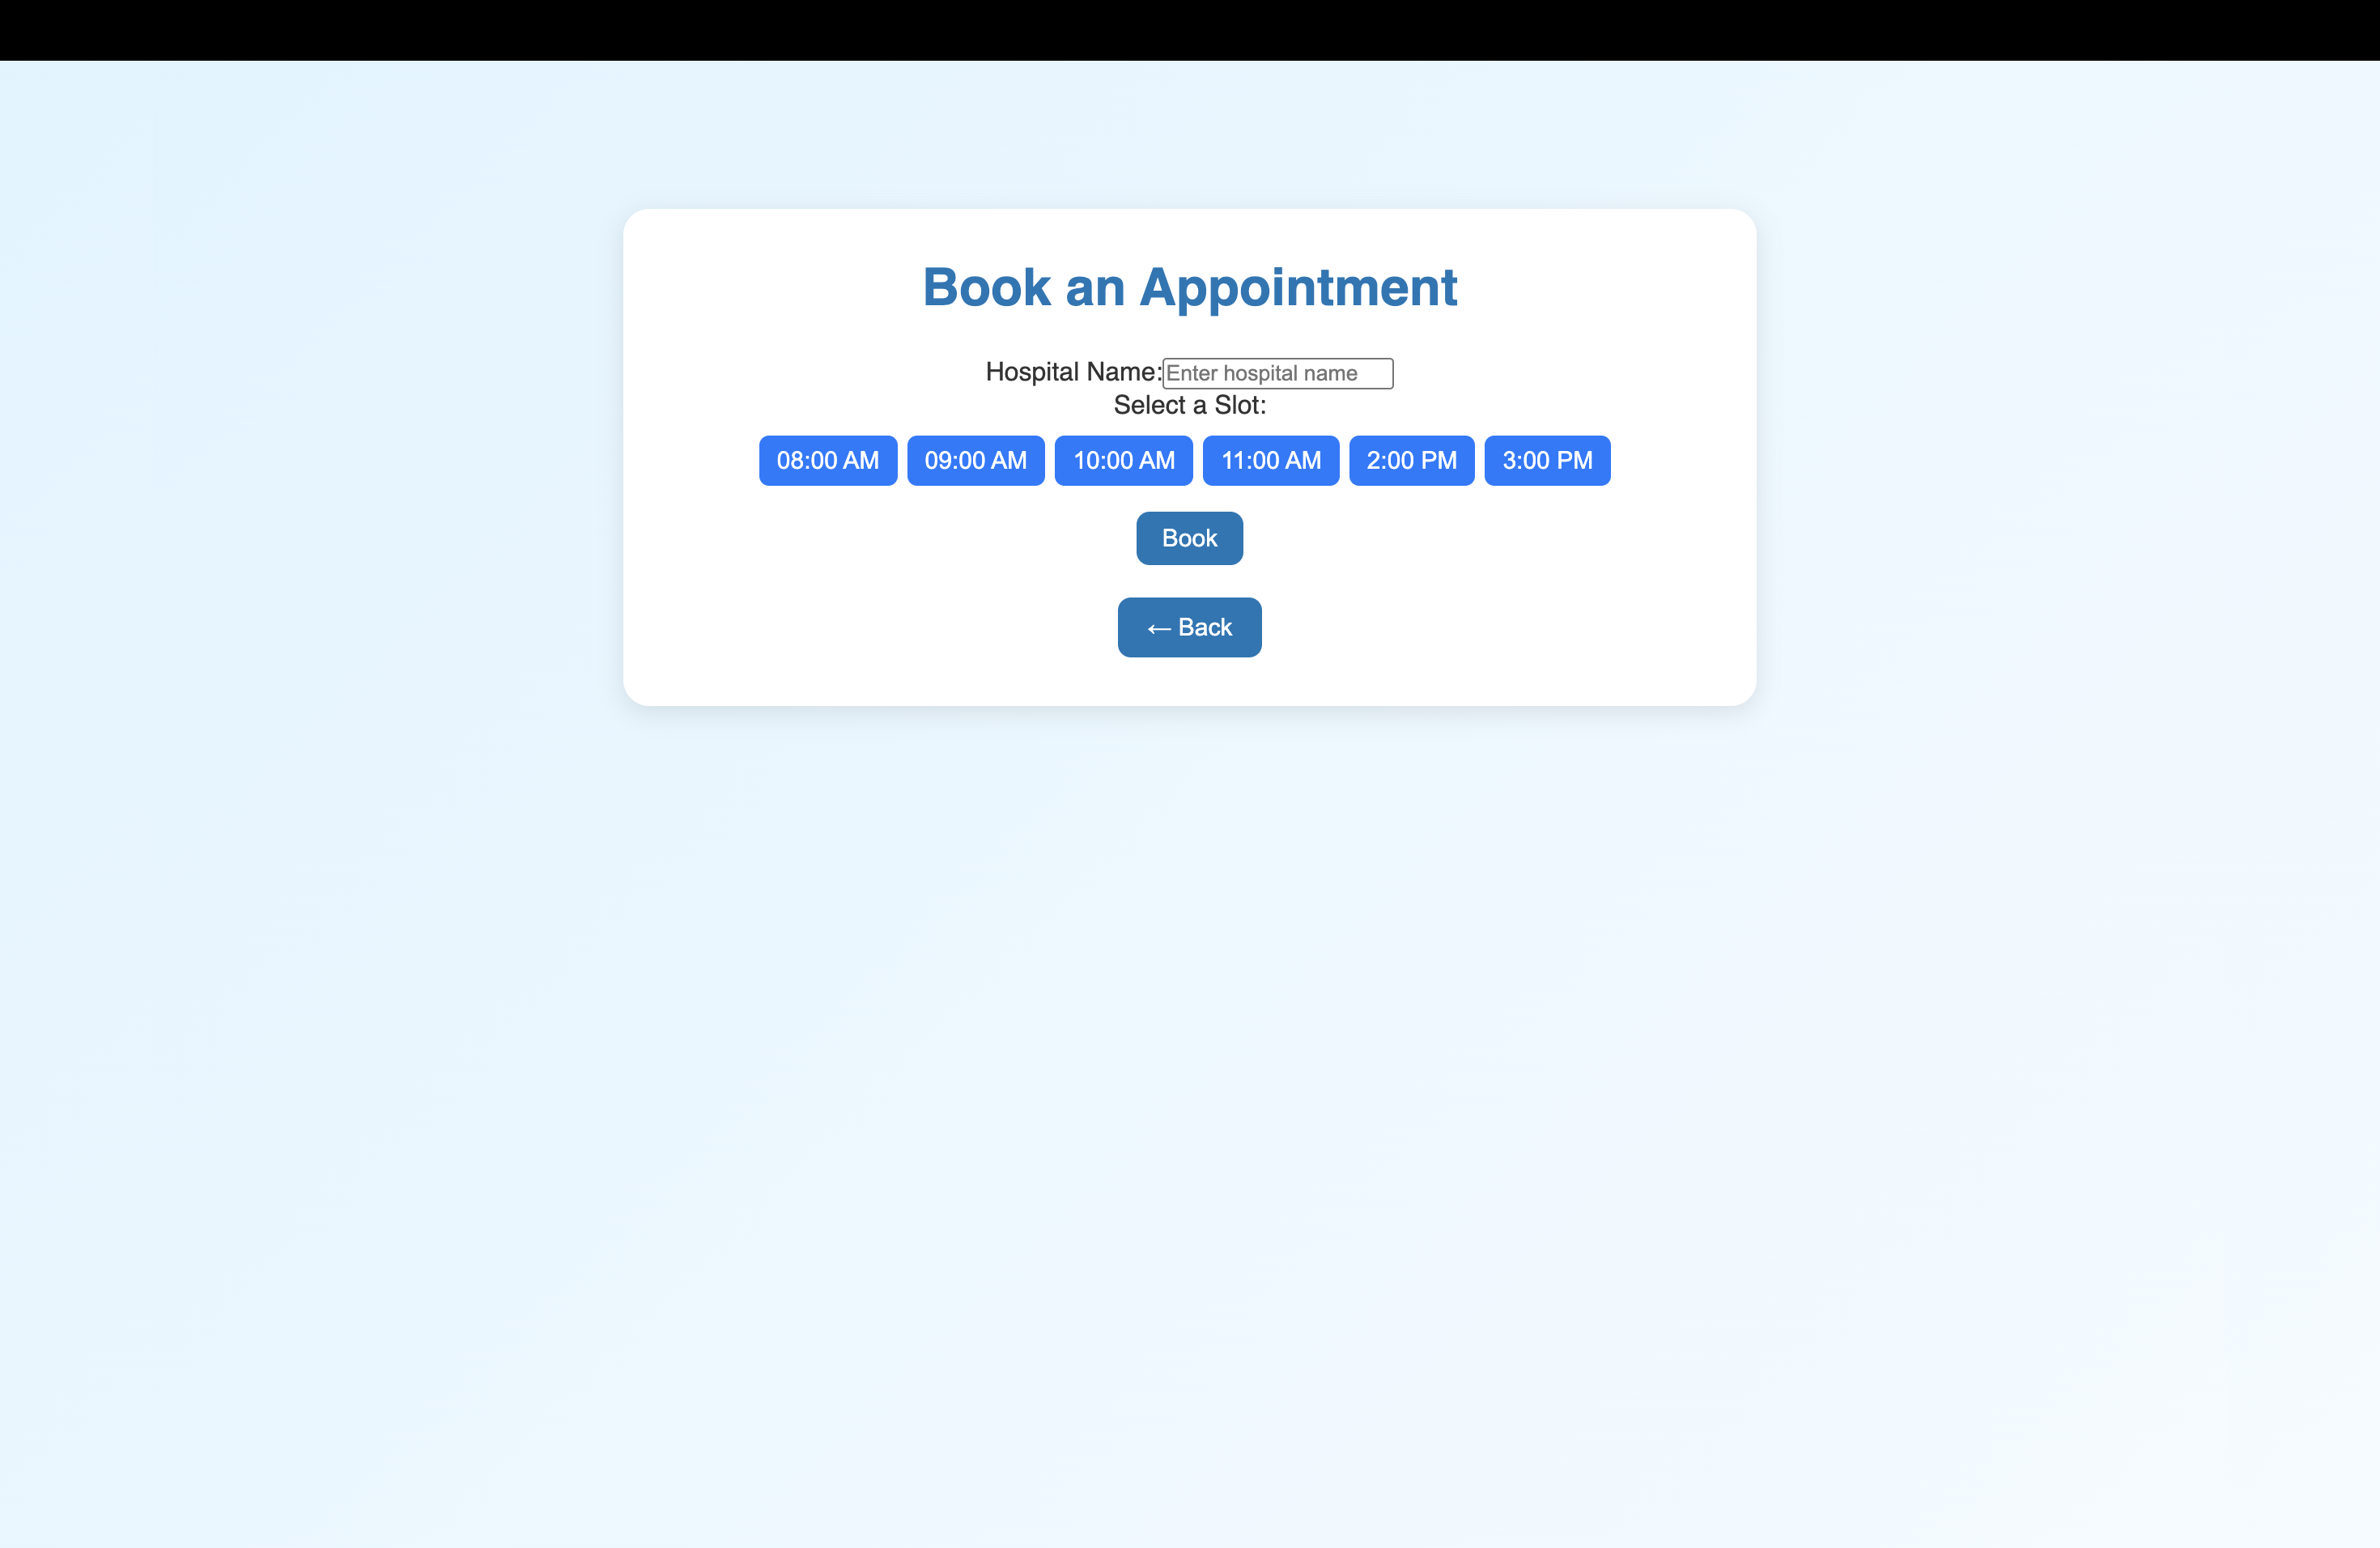 Book an Appointment
Hospital Name: Enter hospital name
Select a Slot:
08:00 AM 09:00 AM 10:00 AM 11:00 AM 2:00 PM 3:00 PM
Book
← Back